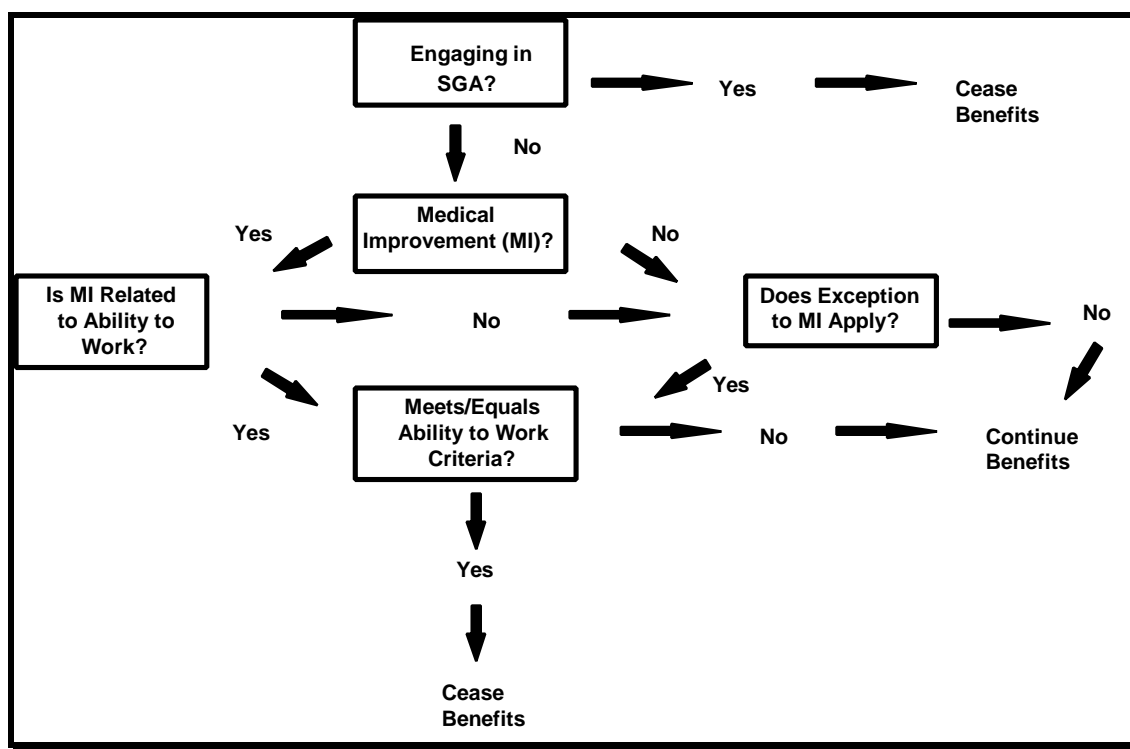 Engaging in
SGA?
Yes
Cease
Benefits
No
Medical
Improvement (MI)?
Yes
No
Is MI Related
to Ability to
Work?
No
Does Exception
to MI Apply?
No
Yes
Meets/Equals
Ability to Work
Criteria?
Yes
No
Continue
Benefits
Yes
Cease
Benefits